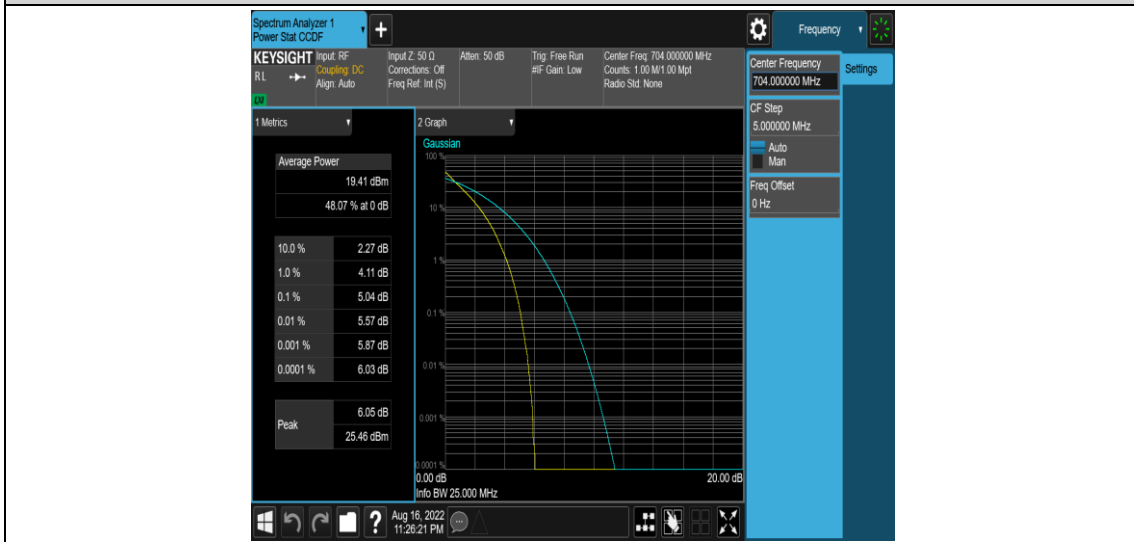 Spectrum Analyzer 1
Power Stat CCDF
Frequency
KEYSIGHT
RL
LXI
Input: RF
Coupling: DC
Align: Auto
Input Z: 50 Ω
Corrections: Off
Freq Ref: Int (S)
Atten: 50 dB
Trig: Free Run
#IF Gain: Low
Center Freq: 704.000000 MHz
Counts: 1.00 M/1.00 Mpt
Radio Std: None
Center Frequency
704.000000 MHz
Settings
CF Step
5.000000 MHz
Auto
Man
Freq Offset
0 Hz
1 Metrics
Average Power
19.41 dBm
48.07 % at 0 dB
10.0 % 2.27 dB
1.0 % 4.11 dB
0.1 % 5.04 dB
0.01 % 5.57 dB
0.001 % 5.87 dB
0.0001 % 6.03 dB
Peak
6.05 dB
25.46 dBm
2 Graph
Gaussian
100 %
10 %
1 %
0.1 %
0.01 %
0.001 %
0.0001 %
0.00 dB 20.00 dB
Info BW 25.000 MHz
?
Aug 16, 2022
11:26:21 PM